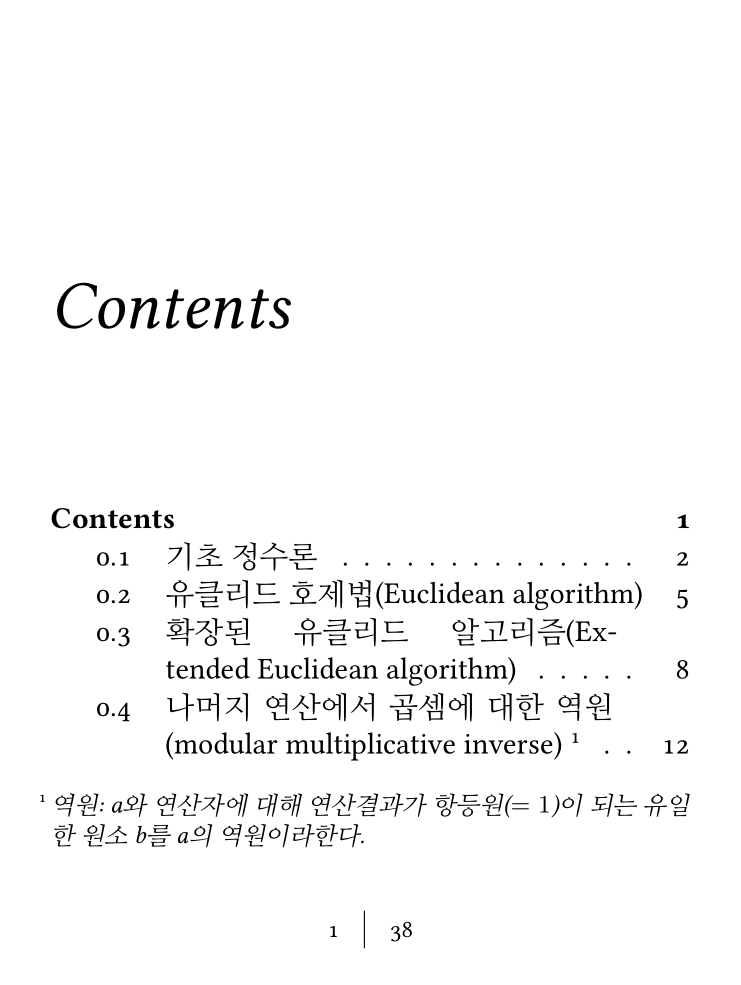 Contents
Contents 1
0.1 기초 정수론 . . . . . . . . . . . . . . 2
0.2 유클리드 호제법(Euclidean algorithm) 5
0.3 확장된 유클리드 알고리즘(Ex-
tended Euclidean algorithm) . . . . . 8
0.4 나머지 연산에서 곱셈에 대한 역원
(modular multiplicative inverse) ¹ . . 12
¹ 역원: a와 연산자에 대해 연산결과가 항등원(= 1)이 되는 유일
한 원소 b를 a의 역원이라한다.
1 | 38